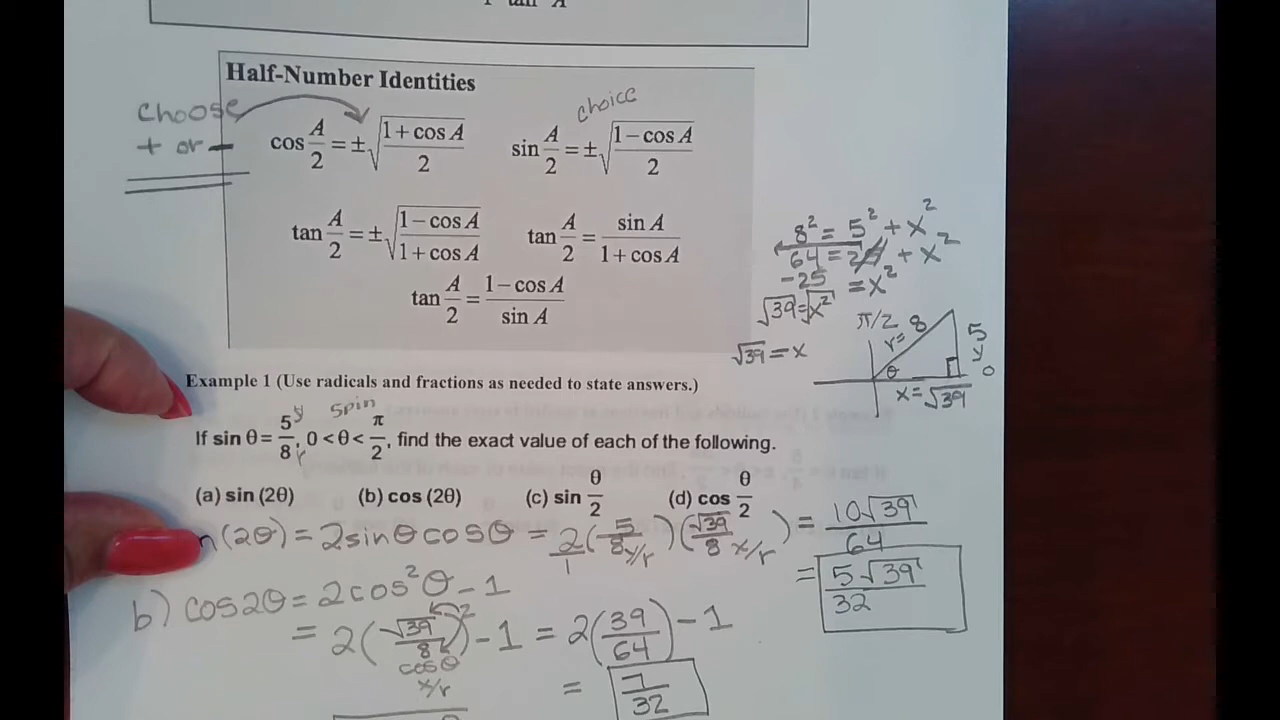 Half-Number Identities
choose
+ or -
choice
cos A/2 = ±√((1 + cos A)/2)
sin A/2 = ±√((1 − cos A)/2)
tan A/2 = ±√((1 − cos A)/(1 + cos A))
tan A/2 = sin A/(1 + cos A)
tan A/2 = (1 − cos A)/sin A
8² = 5² + x²
64 = 25 + x²
-25 = x²
√39 = √x²
√39 = x
π/2
r = 8
5
y
θ
0
x = √39
Example 1 (Use radicals and fractions as needed to state answers.)
spin
If sin θ = 5/8, 0 < θ < π/2, find the exact value of each of the following.
y
r
(a) sin (2θ) (b) cos (2θ) (c) sin θ/2 (d) cos θ/2
n(2θ) = 2sinθcosθ = 2/1 (5/8 y/r)(√39/8 x/r) = 10√39/64
= 5√39/32
b) cos2θ = 2cos²θ - 1
= 2(√39/8)² - 1 = 2(39/64) - 1
cosθ
x/r
= 7/32